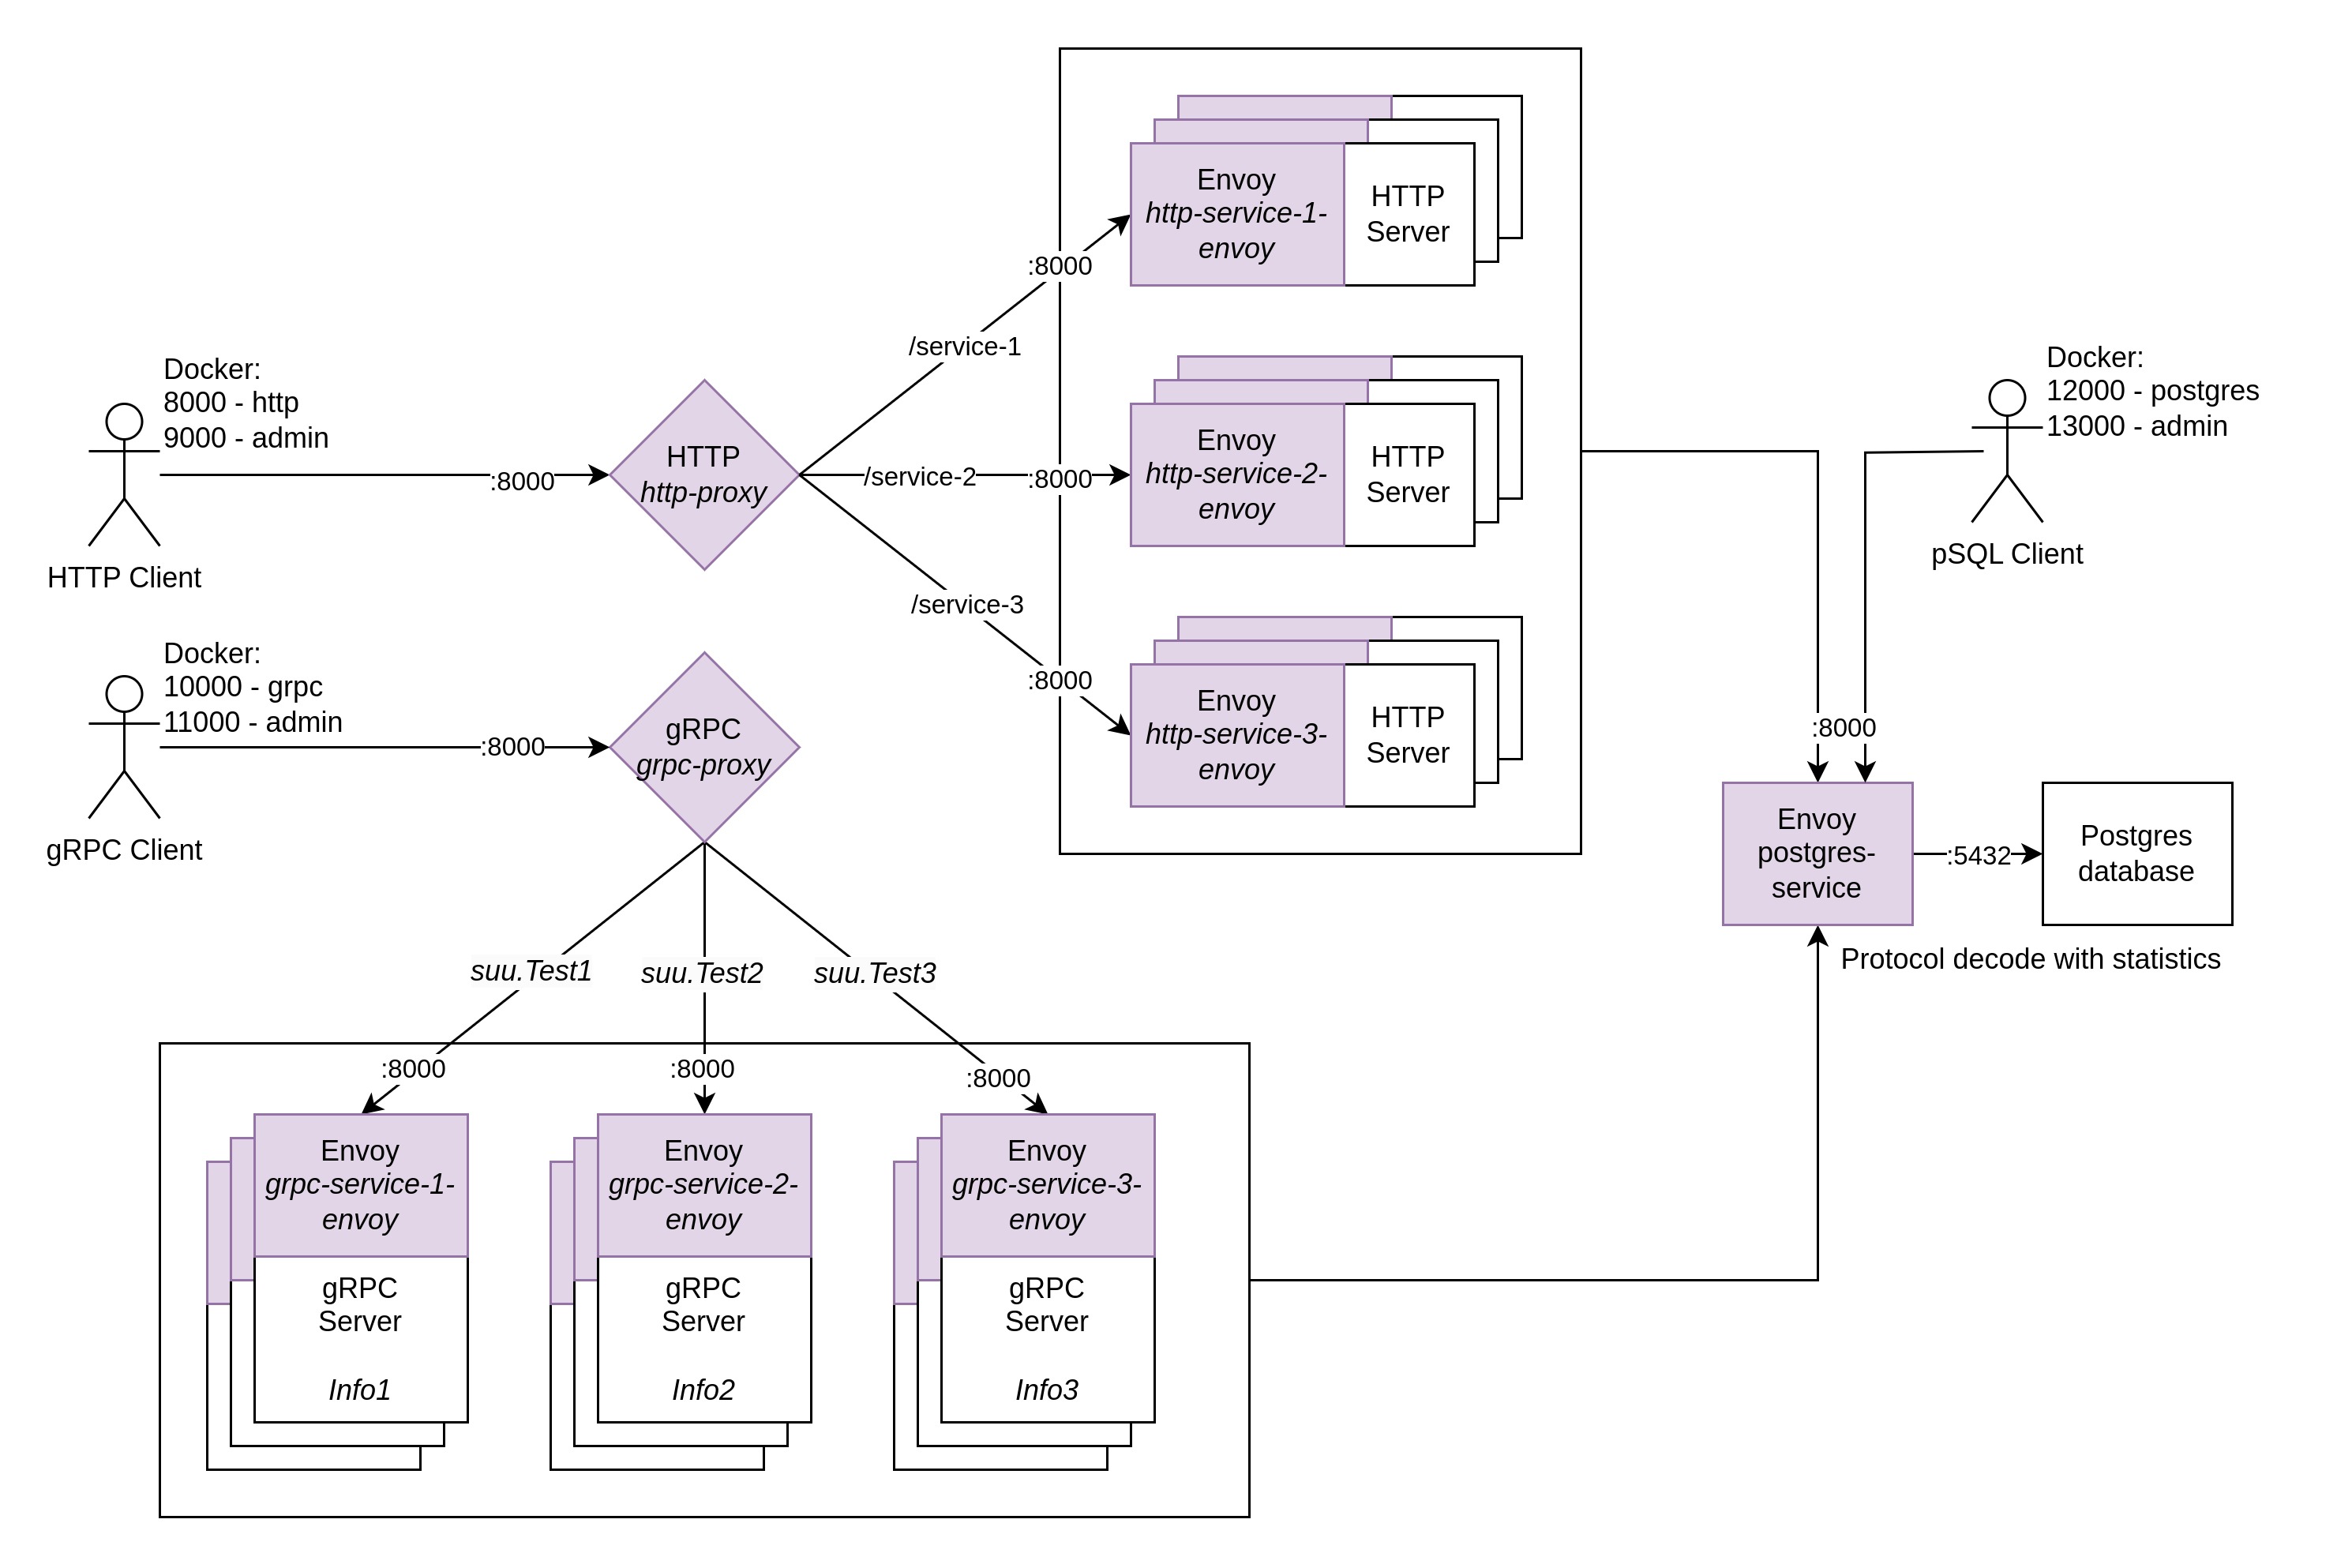 Docker:
8000 - http
9000 - admin
HTTP Client
:8000
HTTP
http-proxy
/service-1
/service-2
/service-3
:8000
:8000
:8000
Envoy
http-service-1-
envoy
HTTP
Server
Envoy
http-service-2-
envoy
HTTP
Server
Envoy
http-service-3-
envoy
HTTP
Server
Docker:
12000 - postgres
13000 - admin
pSQL Client
:8000
Envoy
postgres-
service
:5432
Postgres
database
Protocol decode with statistics
Docker:
10000 - grpc
11000 - admin
gRPC Client
:8000
gRPC
grpc-proxy
suu.Test1
suu.Test2
suu.Test3
:8000
:8000
:8000
Envoy
grpc-service-1-
envoy
gRPC
Server
Info1
Envoy
grpc-service-2-
envoy
gRPC
Server
Info2
Envoy
grpc-service-3-
envoy
gRPC
Server
Info3